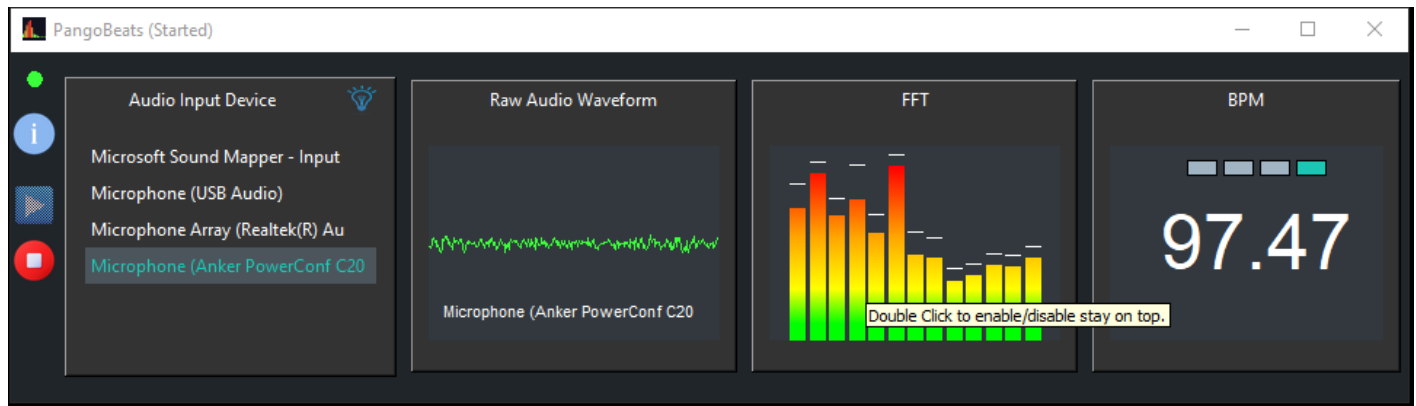 PangoBeats (Started)
i
Audio Input Device
Microsoft Sound Mapper - Input
Microphone (USB Audio)
Microphone Array (Realtek(R) Au
Microphone (Anker PowerConf C20
Raw Audio Waveform
Microphone (Anker PowerConf C20
FFT
Double Click to enable/disable stay on top.
BPM
97.47